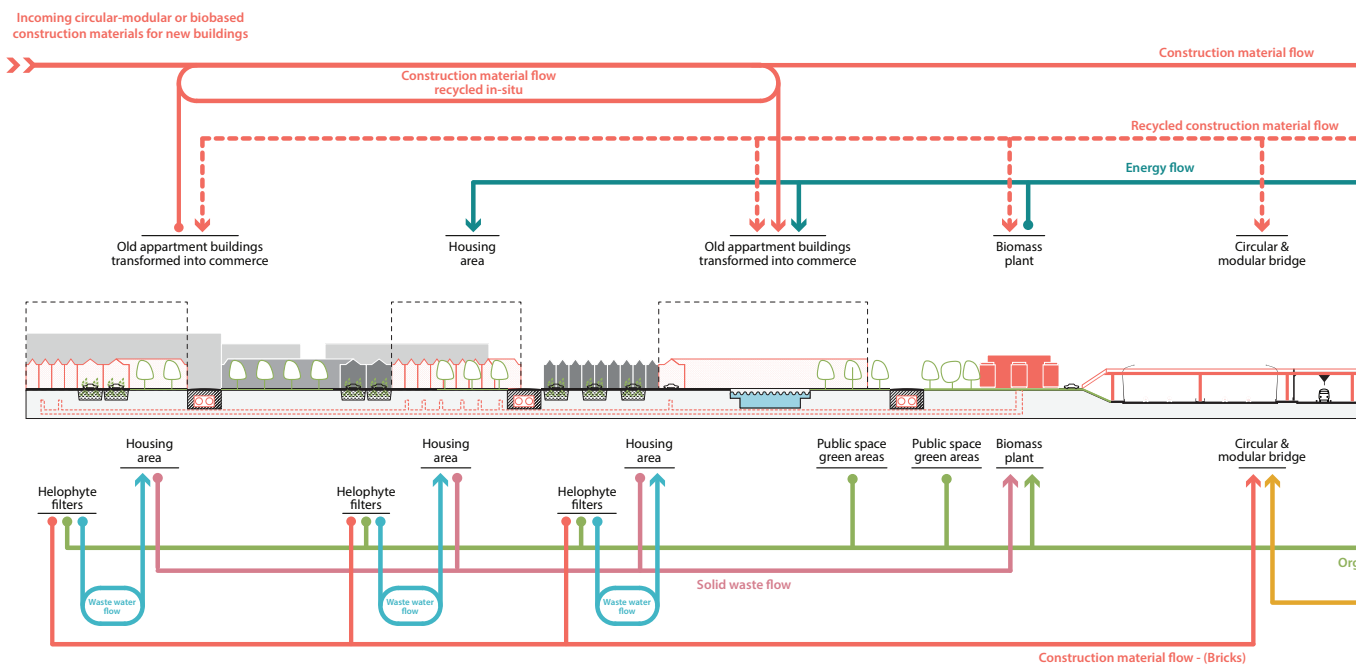 Incoming circular-modular or biobased
construction materials for new buildings
Construction material flow
Construction material flow
recycled in-situ
Recycled construction material flow
Energy flow
Old appartment buildings
transformed into commerce
Housing
area
Old appartment buildings
transformed into commerce
Biomass
plant
Circular &
modular bridge
Housing
area
Housing
area
Housing
area
Public space
green areas
Public space
green areas
Biomass
plant
Circular &
modular bridge
Helophyte
filters
Helophyte
filters
Helophyte
filters
Org
Solid waste flow
Waste water
flow
Waste water
flow
Waste water
flow
Construction material flow - (Bricks)